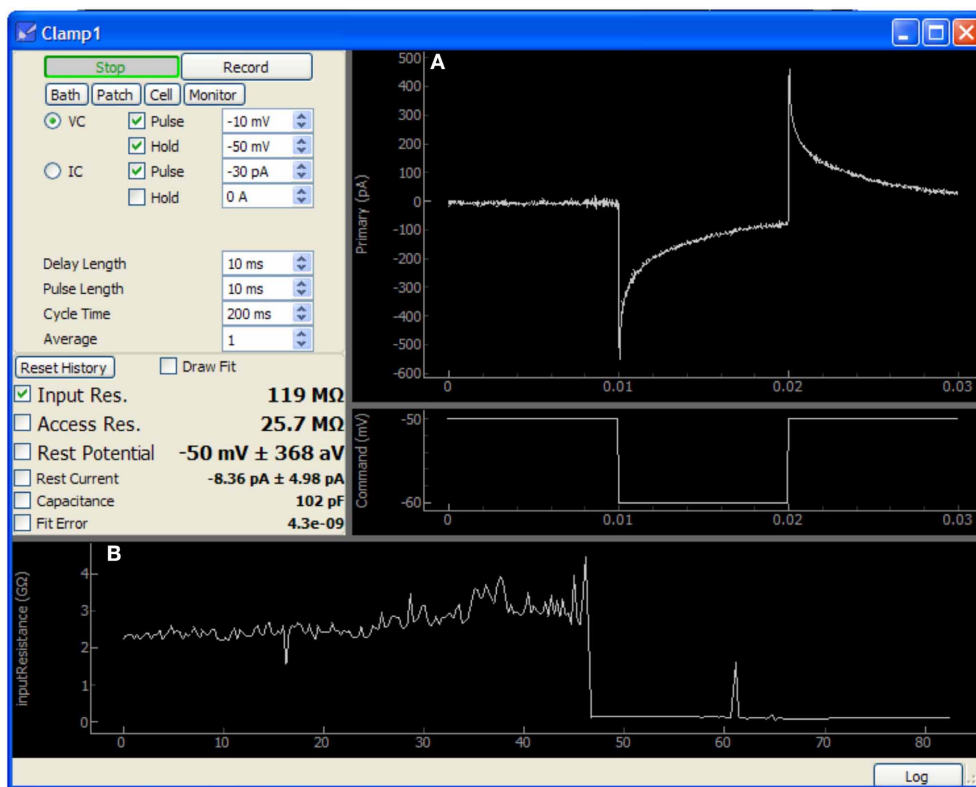 Clamp1
Stop Record
Bath Patch Cell Monitor
VC Pulse -10 mV
Hold -50 mV
IC Pulse -30 pA
Hold 0 A
Delay Length 10 ms
Pulse Length 10 ms
Cycle Time 200 ms
Average 1
Reset History Draw Fit
Input Res. 119 MΩ
Access Res. 25.7 MΩ
Rest Potential -50 mV ± 368 aV
Rest Current -8.36 pA ± 4.98 pA
Capacitance 102 pF
Fit Error 4.3e-09
A
Primary (pA)
500
400
300
200
100
0
-100
-200
-300
-400
-500
-600
0 0.01 0.02 0.03
Command (mV)
-50
-60
0 0.01 0.02 0.03
B
inputResistance (GΩ)
4
3
2
1
0
0 10 20 30 40 50 60 70 80
Log